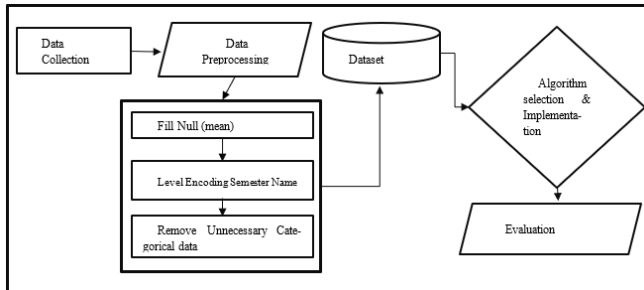 Data
Collection
Data
Preprocessing
Fill Null (mean)
Level Encoding Semester Name
Remove Unnecessary Cate-
gorical data
Dataset
Algorithm
selection &
Implementa-
tion
Evaluation